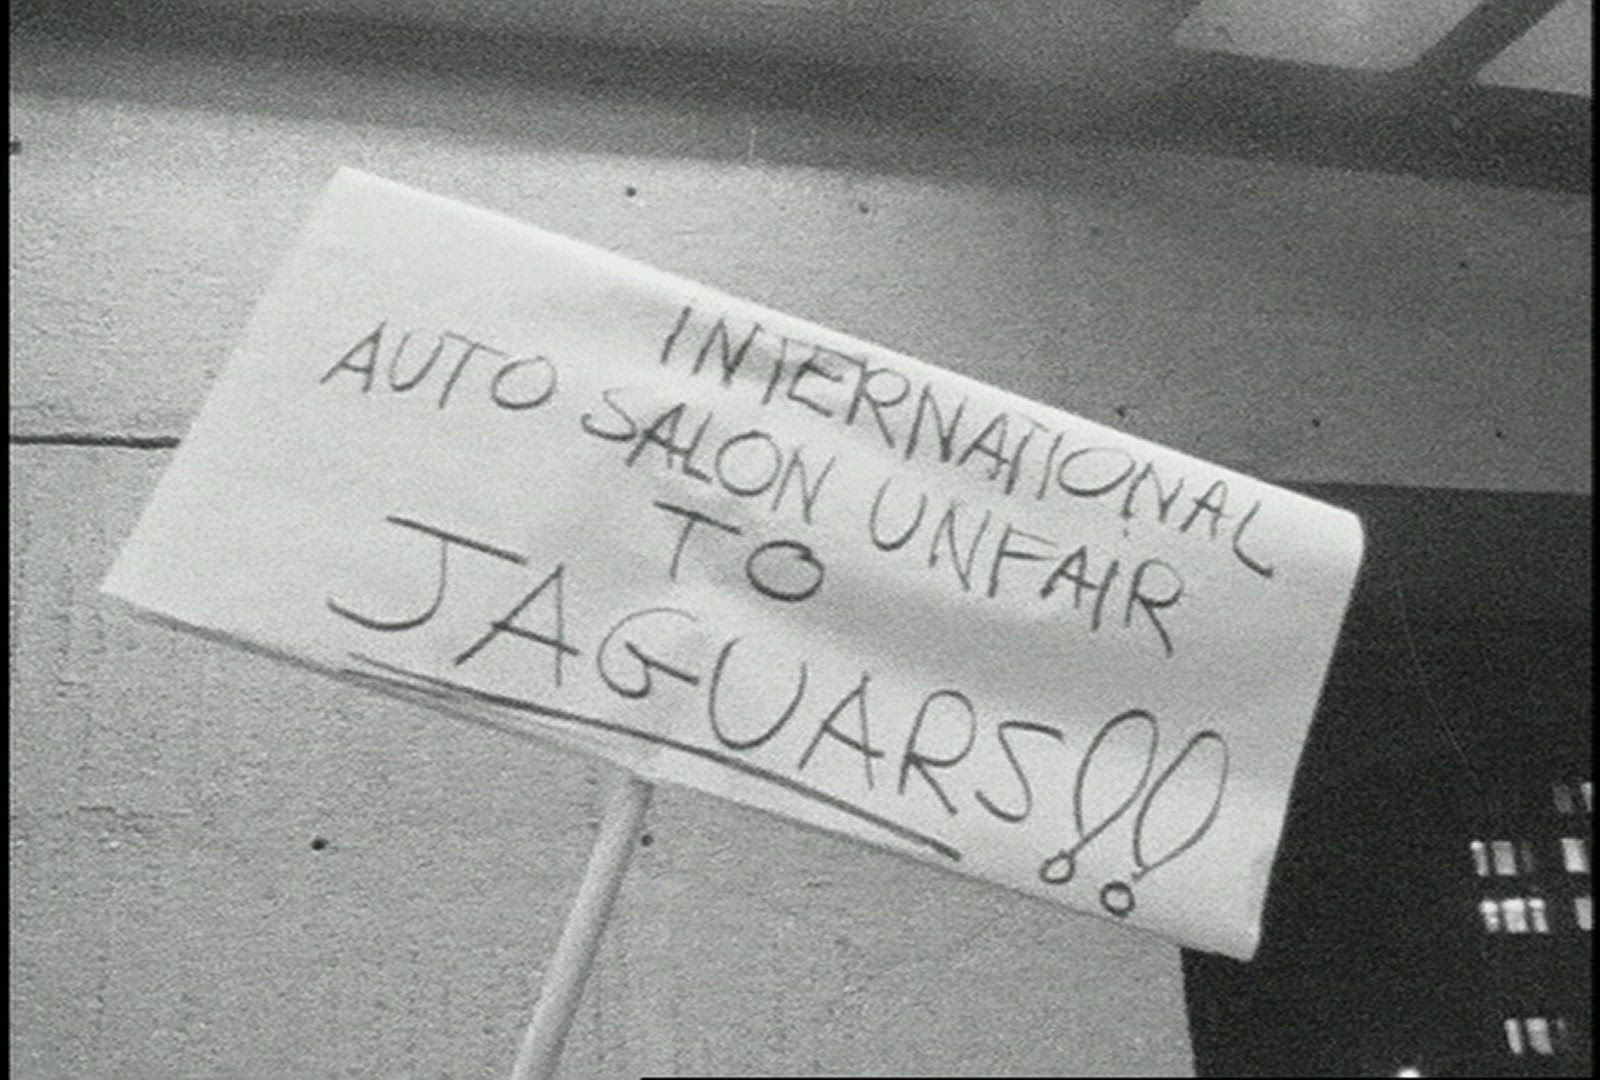 INTERNATIONAL
AUTO SALON UNFAIR
TO
JAGUARS!!